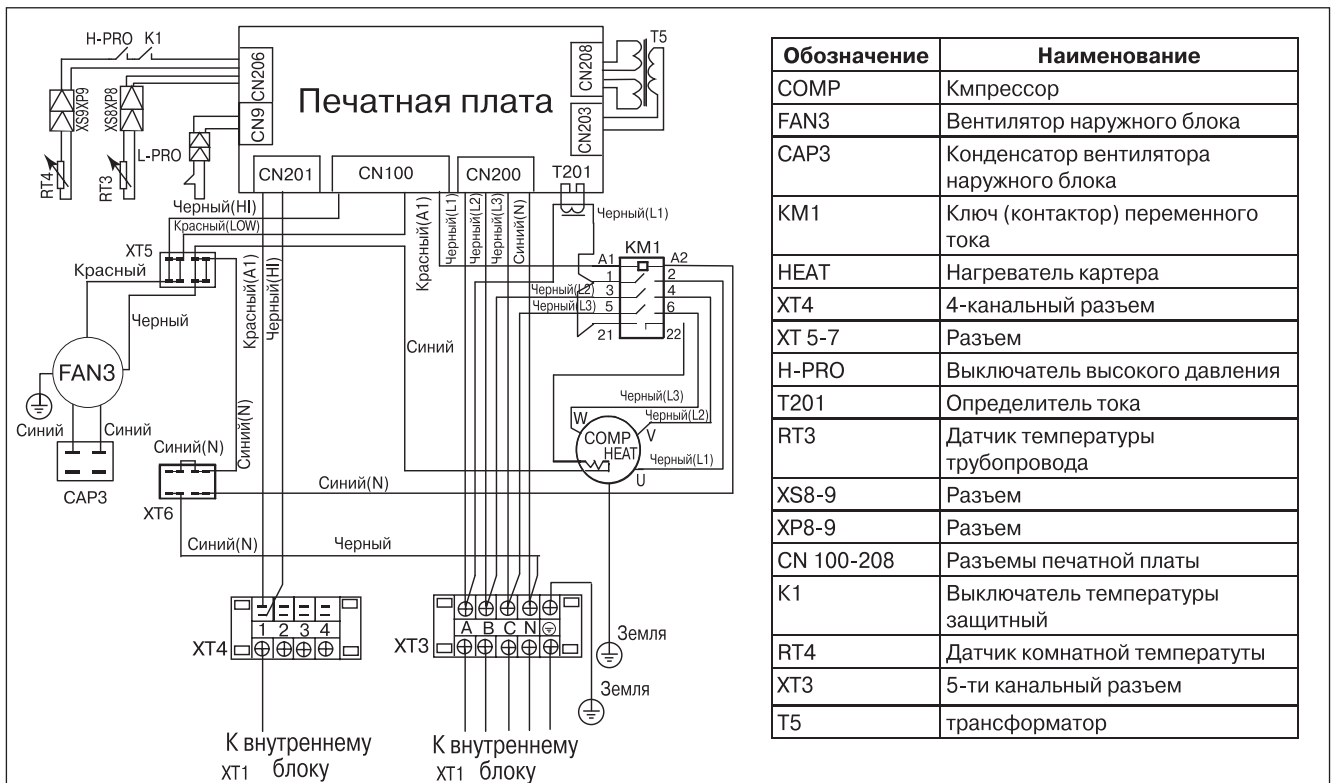 H-PRO K1
T5
CN206
CN208
Печатная плата
XS9XP9
XS8XP8
CN9
CN203
L-PRO
RT4
RT3
CN201
CN100
CN200
T201
Черный(HI)
Красный(LOW)
Черный(L1)
XT5
Красный
Черный
Красный(A1)
Черный(HI)
Красный(A1)
Черный(L1)
Черный(L2)
Черный(L3)
Синий(N)
KM1
A1
A2
1
2
Черный(L2) 3
4
Черный(L3) 5
6
21
22
Синий
FAN3
Синий
Синий
Синий(N)
Синий(N)
CAP3
XT6
Синий(N)
Черный(L3)
Черный(L2)
W
V
COMP
HEAT
Черный(L1)
U
Синий(N)
Черный
1 2 3 4
XT4
A B C N
XT3
Земля
Земля
К внутреннему
XT1 блоку
К внутреннему
XT1 блоку
Обозначение Наименование
COMP Кмпрессор
FAN3 Вентилятор наружного блока
CAP3 Конденсатор вентилятора
наружного блока
KM1 Ключ (контактор) переменного
тока
HEAT Нагреватель картера
XT4 4-канальный разъем
XT 5-7 Разъем
H-PRO Выключатель высокого давления
T201 Определитель тока
RT3 Датчик температуры
трубопровода
XS8-9 Разъем
XP8-9 Разъем
CN 100-208 Разъемы печатной платы
K1 Выключатель температуры
защитный
RT4 Датчик комнатной температуты
XT3 5-ти канальный разъем
T5 трансформатор